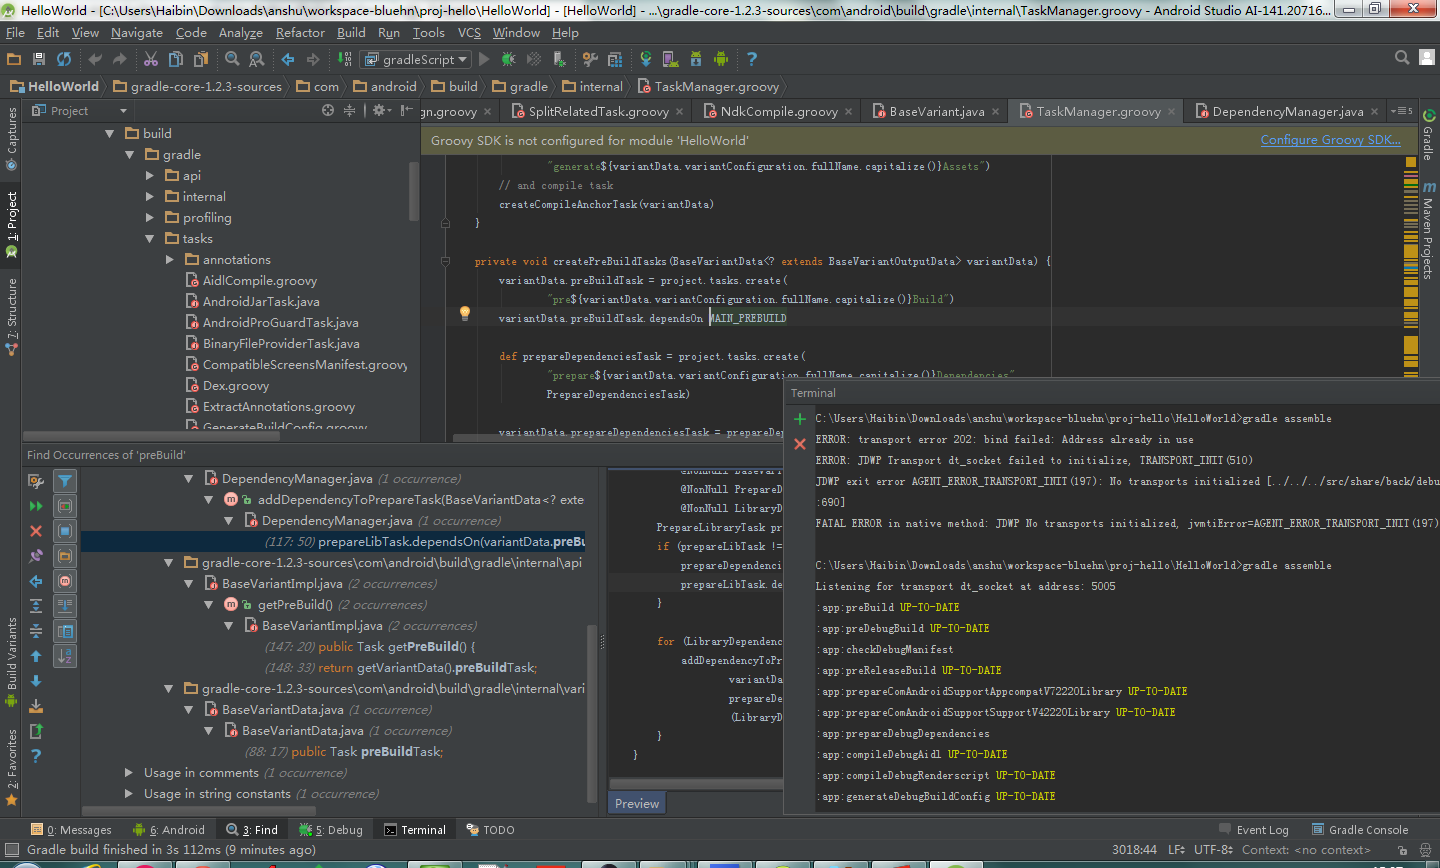 HelloWorld - [C:\Users\Haibin\Downloads\anshu\workspace-bluehn\proj-hello\HelloWorld] - [HelloWorld] - ...\gradle-core-1.2.3-sources\com\android\build\gradle\internal\TaskManager.groovy - Android Studio AI-141.20716...
File Edit View Navigate Code Analyze Refactor Build Run Tools VCS Window Help
gradleScript
HelloWorld gradle-core-1.2.3-sources com android build gradle internal TaskManager.groovy
Project
gn.groovy SplitRelatedTask.groovy NdkCompile.groovy BaseVariant.java TaskManager.groovy DependencyManager.java 5
Groovy SDK is not configured for module 'HelloWorld'
Configure Groovy SDK...
Captures
1: Project
7: Structure
Build Variants
2: Favorites
Gradle
Maven Projects
build
gradle
api
internal
profiling
tasks
annotations
AidlCompile.groovy
AndroidJarTask.java
AndroidProGuardTask.java
BinaryFileProviderTask.java
CompatibleScreensManifest.groovy
Dex.groovy
ExtractAnnotations.groovy
GenerateBuildConfig.groovy
"generate${variantData.variantConfiguration.fullName.capitalize()}Assets")
// and compile task
createCompileAnchorTask(variantData)
}
private void createPreBuildTasks(BaseVariantData<? extends BaseVariantOutputData> variantData) {
variantData.preBuildTask = project.tasks.create(
"pre${variantData.variantConfiguration.fullName.capitalize()}Build")
variantData.preBuildTask.dependsOn MAIN_PREBUILD
def prepareDependenciesTask = project.tasks.create(
"prepare${variantData.variantConfiguration.fullName.capitalize()}Dependencies"
PrepareDependenciesTask)
variantData.prepareDependenciesTask = prepareDep
Find Occurrences of 'preBuild'
DependencyManager.java (1 occurrence)
addDependencyToPrepareTask(BaseVariantData<? exte
DependencyManager.java (1 occurrence)
(117: 50) prepareLibTask.dependsOn(variantData.preBu
gradle-core-1.2.3-sources\com\android\build\gradle\internal\api
BaseVariantImpl.java (2 occurrences)
getPreBuild() (2 occurrences)
BaseVariantImpl.java (2 occurrences)
(147: 20) public Task getPreBuild() {
(148: 33) return getVariantData().preBuildTask;
gradle-core-1.2.3-sources\com\android\build\gradle\internal\vari
BaseVariantData.java (1 occurrence)
BaseVariantData.java (1 occurrence)
(88: 17) public Task preBuildTask;
Usage in comments (1 occurrence)
Usage in string constants (1 occurrence)
@NonNull BaseVaria
@NonNull PrepareD
@NonNull LibraryD
PrepareLibraryTask pr
if (prepareLibTask !=
prepareDependenci
prepareLibTask.de
}
for (LibraryDependenc
addDependencyToPr
variantDa
prepareDe
(LibraryD
}
}
Preview
Terminal
C:\Users\Haibin\Downloads\anshu\workspace-bluehn\proj-hello\HelloWorld>gradle assemble
ERROR: transport error 202: bind failed: Address already in use
ERROR: JDWP Transport dt_socket failed to initialize, TRANSPORT_INIT(510)
JDWP exit error AGENT_ERROR_TRANSPORT_INIT(197): No transports initialized [../../../src/share/back/debu
:690]
FATAL ERROR in native method: JDWP No transports initialized, jvmtiError=AGENT_ERROR_TRANSPORT_INIT(197)
C:\Users\Haibin\Downloads\anshu\workspace-bluehn\proj-hello\HelloWorld>gradle assemble
Listening for transport dt_socket at address: 5005
:app:preBuild UP-TO-DATE
:app:preDebugBuild UP-TO-DATE
:app:checkDebugManifest
:app:preReleaseBuild UP-TO-DATE
:app:prepareComAndroidSupportAppcompatV72220Library UP-TO-DATE
:app:prepareComAndroidSupportSupportV42220Library UP-TO-DATE
:app:prepareDebugDependencies
:app:compileDebugAidl UP-TO-DATE
:app:compileDebugRenderscript UP-TO-DATE
:app:generateDebugBuildConfig UP-TO-DATE
0: Messages 6: Android 3: Find 5: Debug Terminal TODO Event Log Gradle Console
Gradle build finished in 3s 112ms (9 minutes ago) 3018:44 LF UTF-8 Context: <no context>